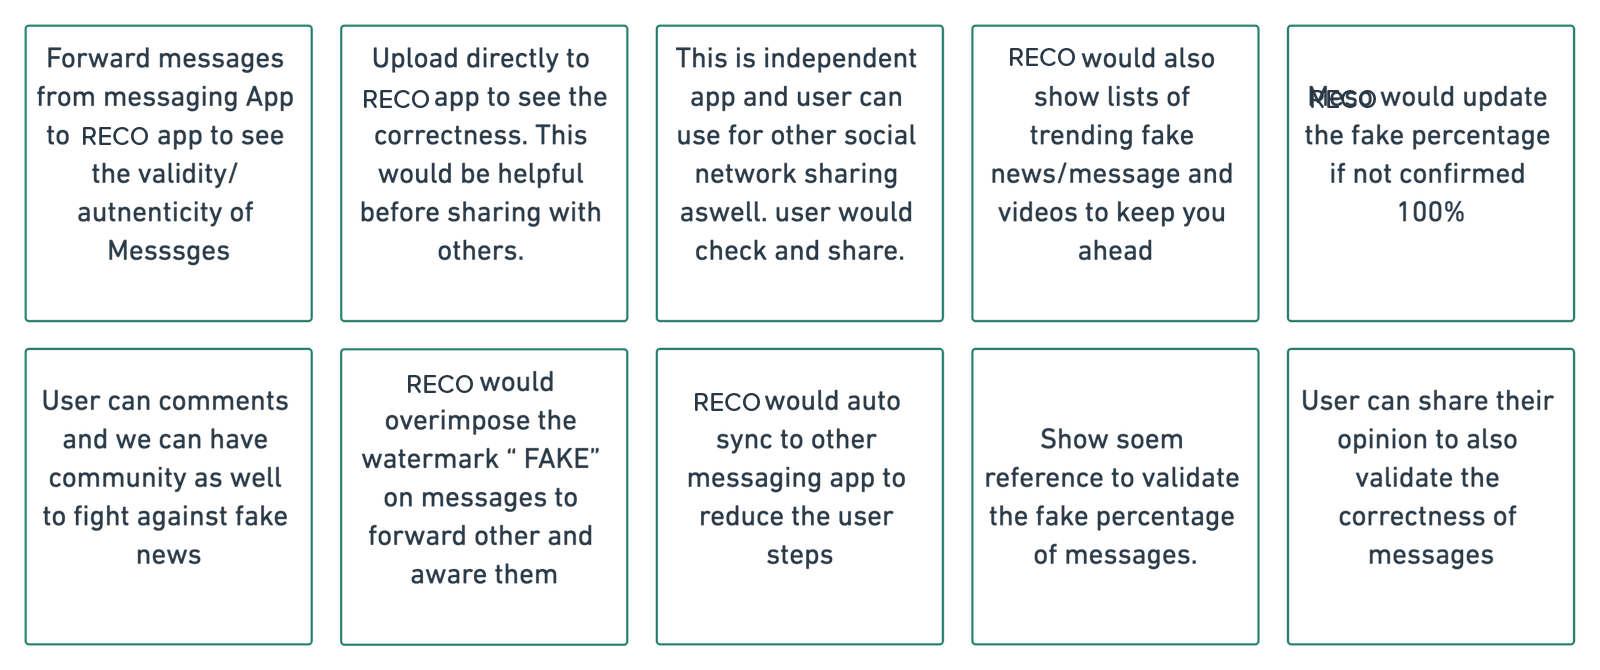 Forward messages
from messaging App
to RECO app to see
the validity/
autnenticity of
Messsges
Upload directly to
RECO app to see the
correctness. This
would be helpful
before sharing with
others.
This is independent
app and user can
use for other social
network sharing
aswell. user would
check and share.
RECO would also
show lists of
trending fake
news/message and
videos to keep you
ahead
RECO would update
the fake percentage
if not confirmed
100%
User can comments
and we can have
community as well
to fight against fake
news
RECO would
overimpose the
watermark “ FAKE”
on messages to
forward other and
aware them
RECO would auto
sync to other
messaging app to
reduce the user
steps
Show soem
reference to validate
the fake percentage
of messages.
User can share their
opinion to also
validate the
correctness of
messages